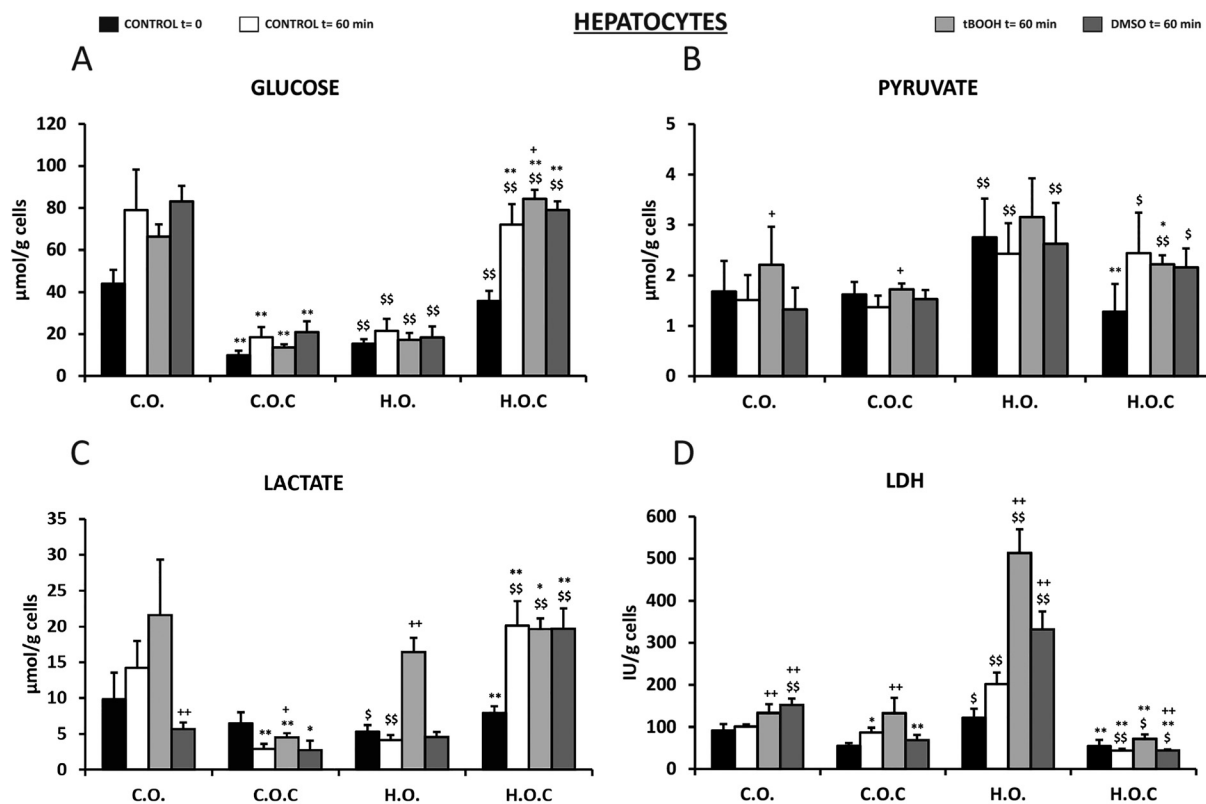 HEPATOCYTES
CONTROL t= 0
CONTROL t= 60 min
tBOOH t= 60 min
DMSO t= 60 min
A
GLUCOSE
µmol/g cells
120
100
80
60
40
20
0
** ** ** **
$$ $$ $$ $$
$$
** $$
+ ** $$
** $$
C.O. C.O.C H.O. H.O.C
B
PYRUVATE
µmol/g cells
5
4
3
2
1
0
+
+
$$ $$ $$
**
$
* $$
$
C.O. C.O.C H.O. H.O.C
C
LACTATE
µmol/g cells
35
30
25
20
15
10
5
0
++
**
+ **
*
$ $$ ++
**
** $$
* $$
** $$
C.O. C.O.C H.O. H.O.C
D
LDH
IU/g cells
600
500
400
300
200
100
0
++
++ $$
*
++
**
$
$$
++ $$
++ $$
**
** $$
** $
++ ** $
C.O. C.O.C H.O. H.O.C